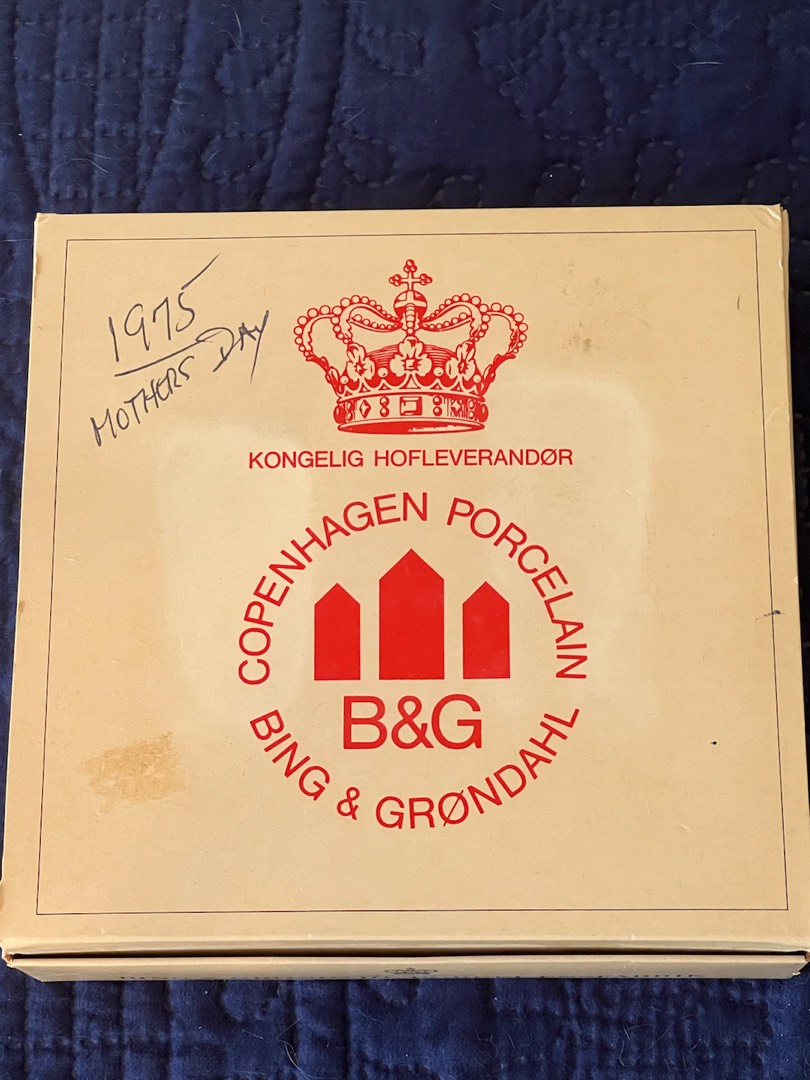 1975
MOTHERS DAY
KONGELIG HOFLEVERANDØR
COPENHAGEN PORCELAIN
B&G
BING & GRØNDAHL